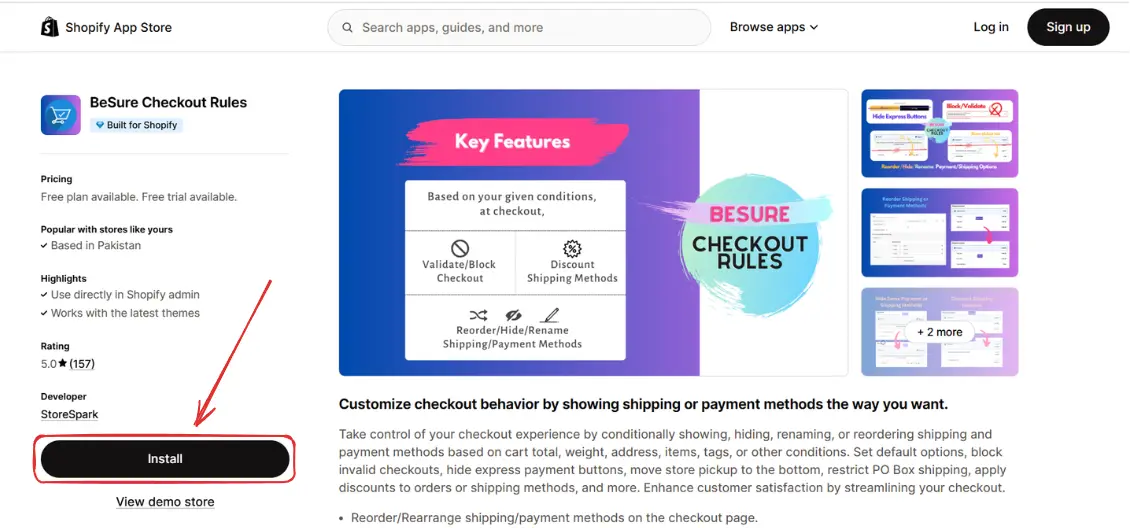 Shopify App Store
Search apps, guides, and more
Browse apps
Log in
Sign up
BeSure Checkout Rules
Built for Shopify
Pricing
Free plan available. Free trial available.
Popular with stores like yours
Based in Pakistan
Highlights
Use directly in Shopify admin
Works with the latest themes
Rating
5.0 (157)
Developer
StoreSpark
Install
View demo store
Key Features
Based on your given conditions,
at checkout,
Validate/Block
Checkout
Discount
Shipping Methods
Reorder/Hide/Rename
Shipping/Payment Methods
BESURE
CHECKOUT
RULES
Hide Express Buttons
Block/Validate
BESURE
CHECKOUT
RULES
Reorder/Hide/Rename Payment/Shipping Options
Reorder Shipping or
Payment Methods
+ 2 more
Customize checkout behavior by showing shipping or payment methods the way you want.
Take control of your checkout experience by conditionally showing, hiding, renaming, or reordering shipping and
payment methods based on cart total, weight, address, items, tags, or other conditions. Set default options, block
invalid checkouts, hide express payment buttons, move store pickup to the bottom, restrict PO Box shipping, apply
discounts to orders or shipping methods, and more. Enhance customer satisfaction by streamlining your checkout.
• Reorder/Rearrange shipping/payment methods on the checkout page.